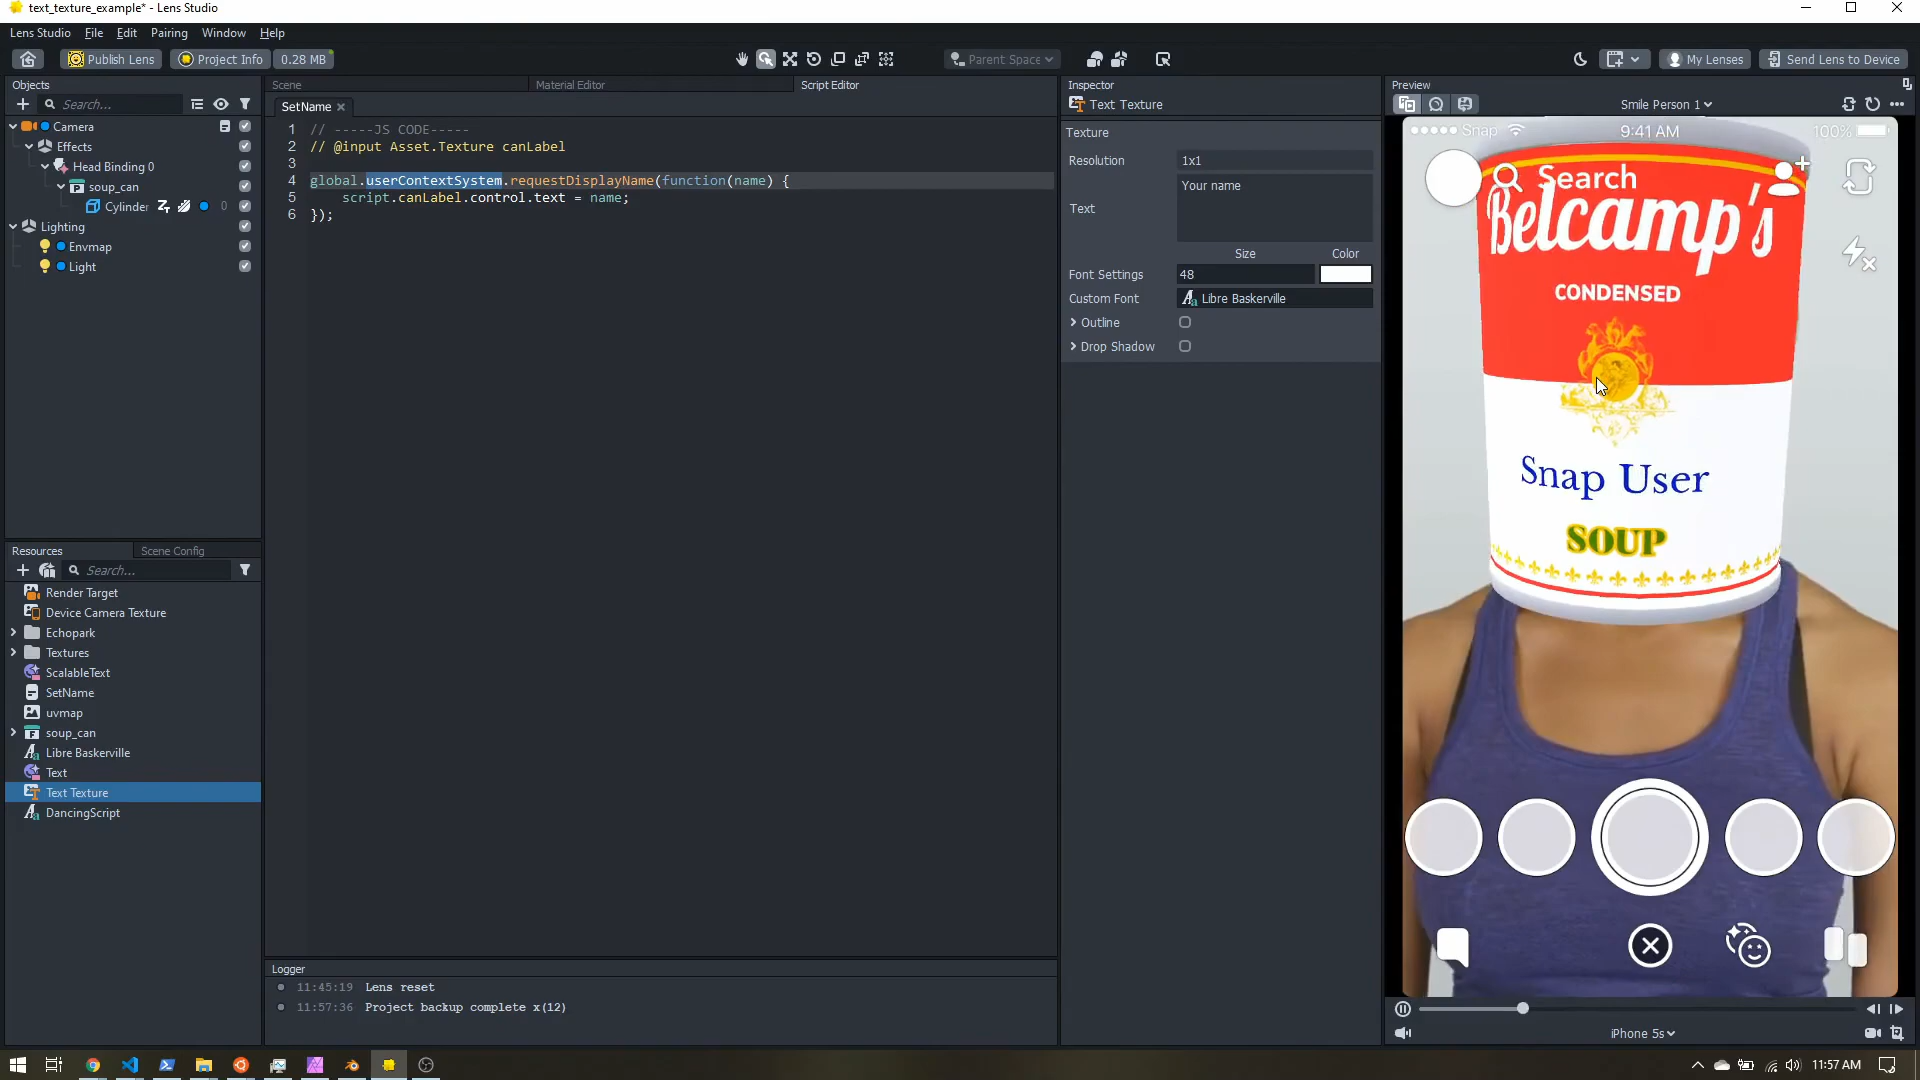 text_texture_example* - Lens Studio
Lens Studio File Edit Pairing Window Help
Publish Lens Project Info 0.28 MB Parent Space My Lenses Send Lens to Device
Objects
Search...
Camera
Effects
Head Binding 0
soup_can
Cylinder 0
Lighting
Envmap
Light
Resources Scene Config
Search...
Render Target
Device Camera Texture
Echopark
Textures
ScalableText
SetName
uvmap
soup_can
Libre Baskerville
Text
Text Texture
DancingScript
Scene Material Editor Script Editor
SetName
1 // -----JS CODE-----
2 // @input Asset.Texture canLabel
3
4 global.userContextSystem.requestDisplayName(function(name) {
5 script.canLabel.control.text = name;
6 });
Logger
11:45:19 Lens reset
11:57:36 Project backup complete x(12)
Inspector
Text Texture
Texture
Resolution 1x1
Text Your name
Size Color
Font Settings 48
Custom Font Libre Baskerville
Outline
Drop Shadow
Preview
Smile Person 1
Snap 9:41 AM 100%
Search
Belcamp's
CONDENSED
Snap User
SOUP
iPhone 5s
11:57 AM